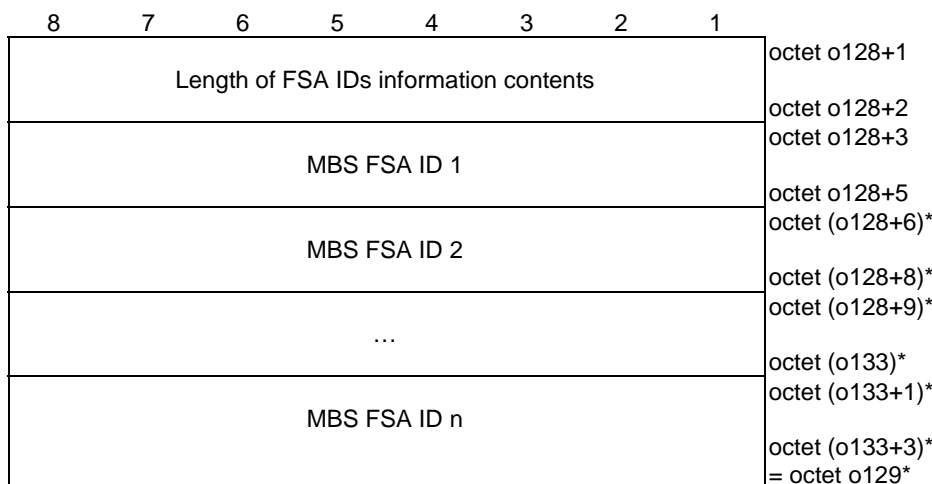 8 7 6 5 4 3 2 1
octet o128+1
Length of FSA IDs information contents
octet o128+2
octet o128+3
MBS FSA ID 1
octet o128+5
octet (o128+6)*
MBS FSA ID 2
octet (o128+8)*
octet (o128+9)*
…
octet (o133)*
octet (o133+1)*
MBS FSA ID n
octet (o133+3)*
= octet o129*